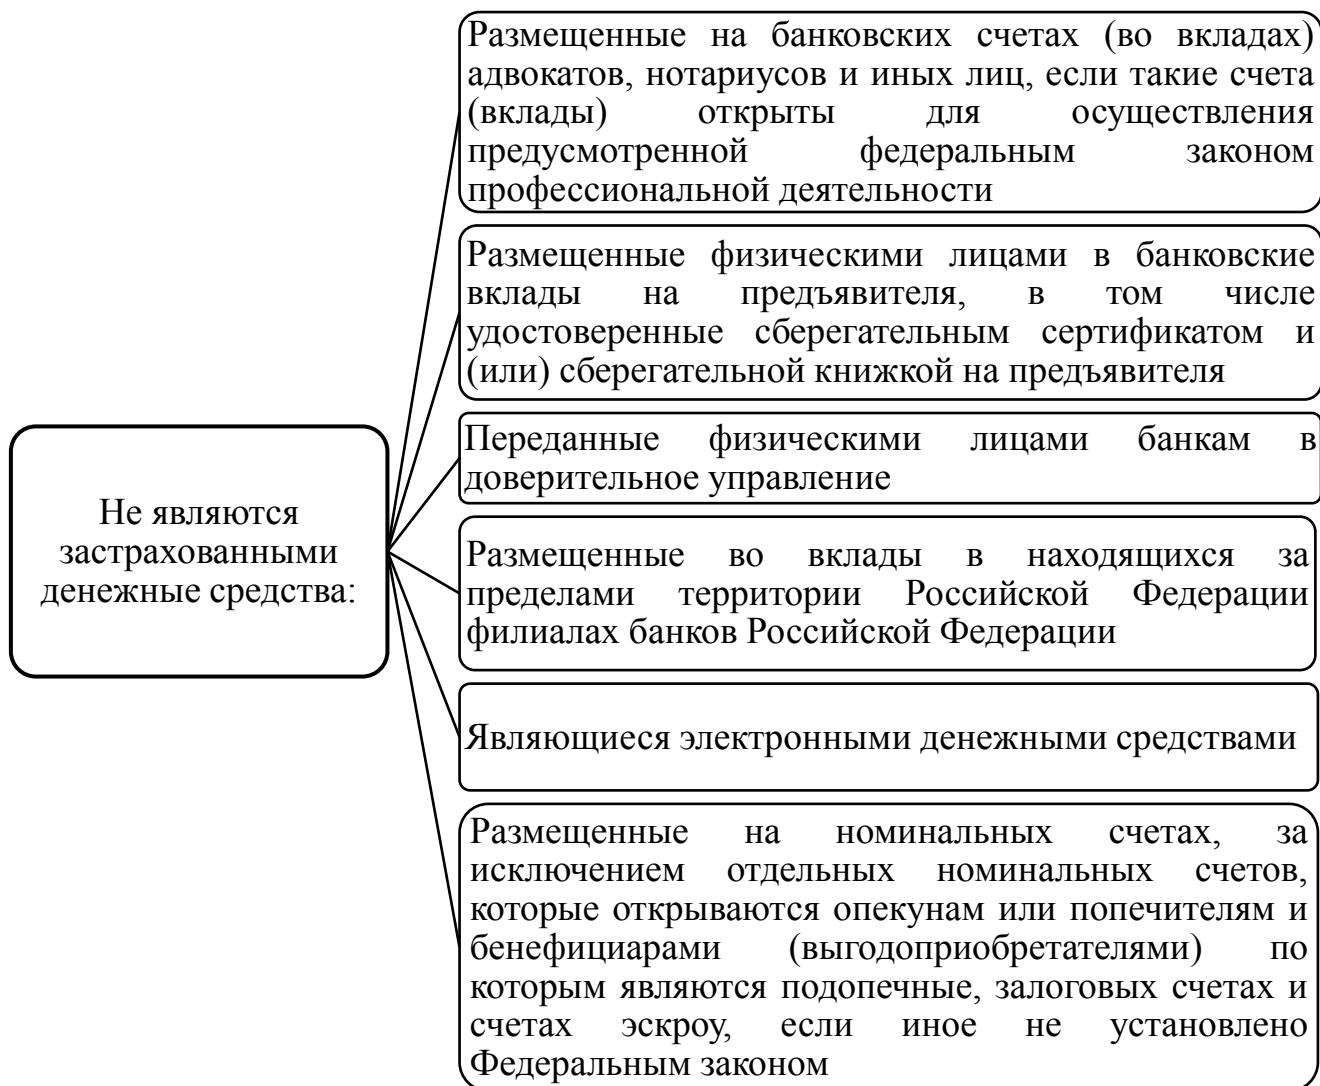 Размещенные на банковских счетах (во вкладах)
адвокатов, нотариусов и иных лиц, если такие счета
(вклады) открыты для осуществления
предусмотренной федеральным законом
профессиональной деятельности
Размещенные физическими лицами в банковские
вклады на предъявителя, в том числе
удостоверенные сберегательным сертификатом и
(или) сберегательной книжкой на предъявителя
Переданные физическими лицами банкам в
доверительное управление
Не являются
застрахованными
денежные средства:
Размещенные во вклады в находящихся за
пределами территории Российской Федерации
филиалах банков Российской Федерации
Являющиеся электронными денежными средствами
Размещенные на номинальных счетах, за
исключением отдельных номинальных счетов,
которые открываются опекунам или попечителям и
бенефициарами (выгодоприобретателями) по
которым являются подопечные, залоговых счетах и
счетах эскроу, если иное не установлено
Федеральным законом